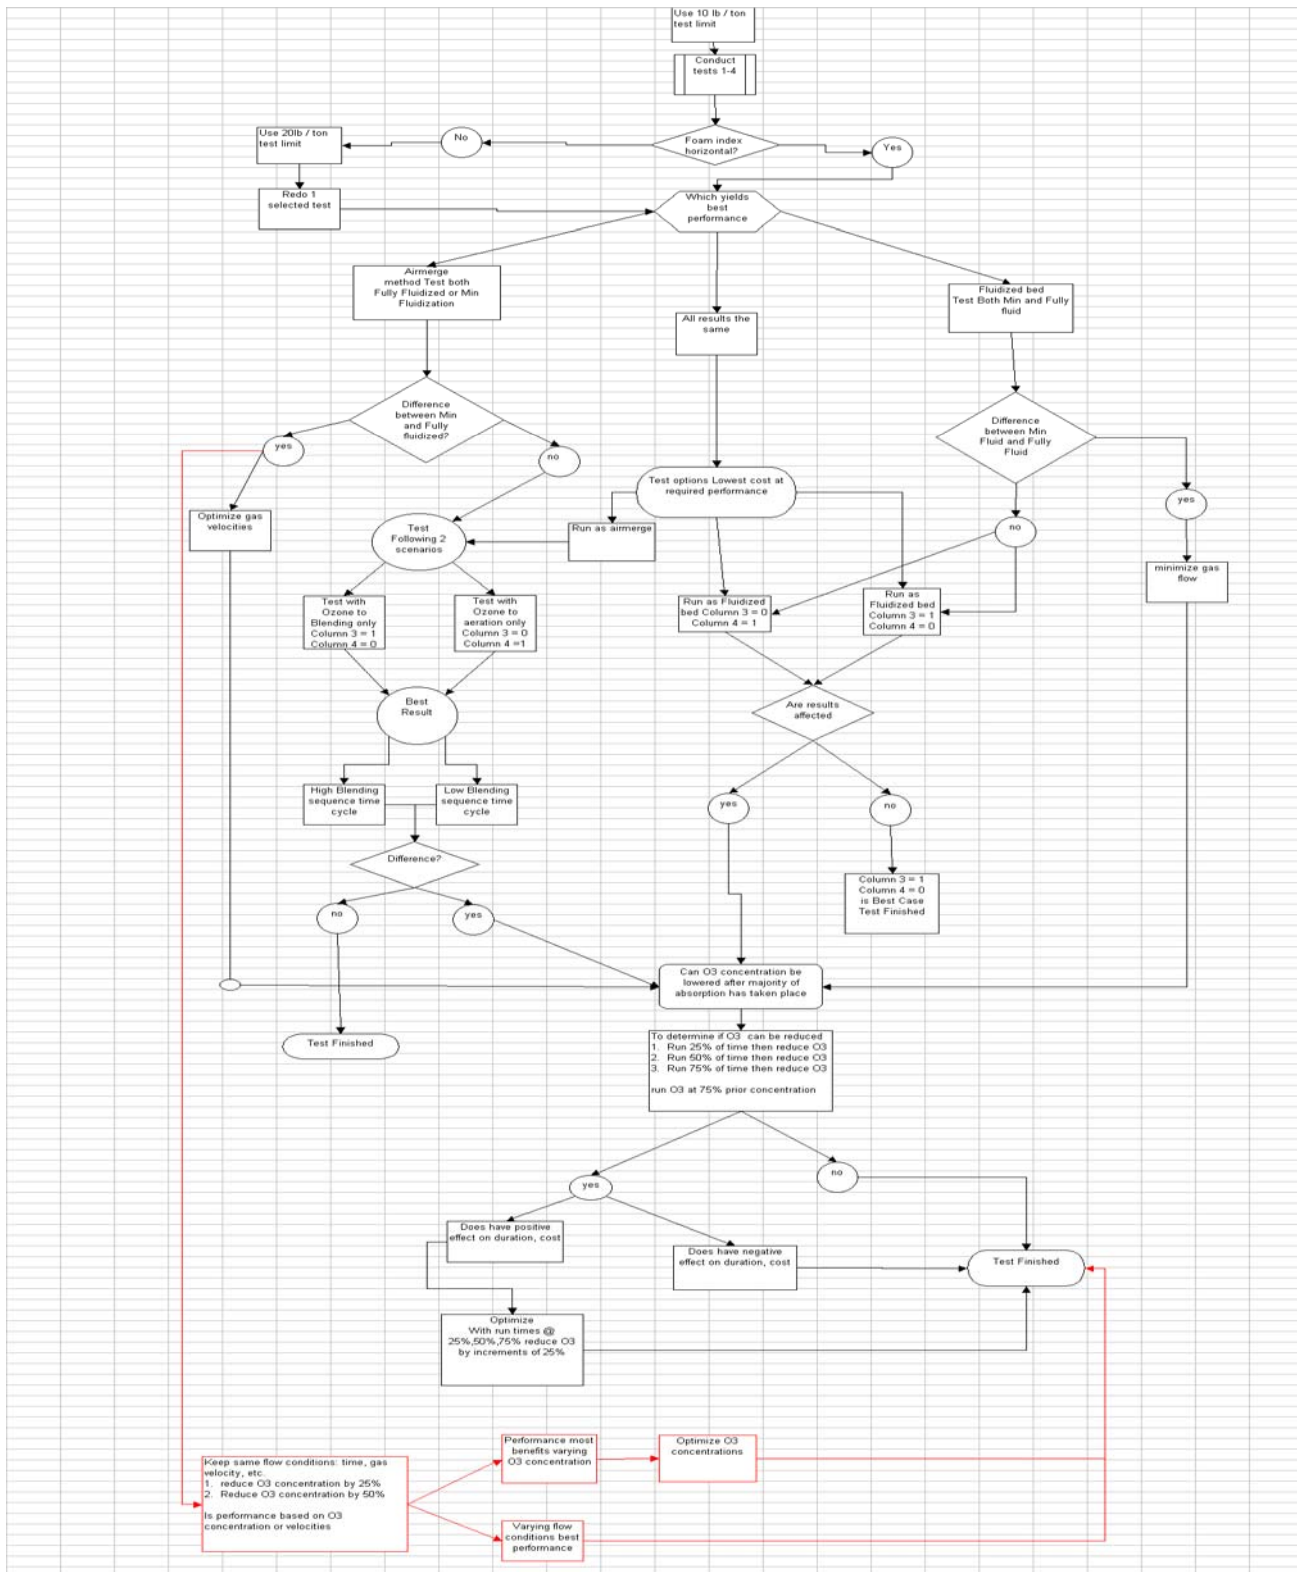 Use 10 lb / ton
test limit
Conduct
tests 1-4
Foam index
horizontal?
No
Yes
Use 20lb / ton
test limit
Redo 1
selected test
Which yields
best
performance
Airmerge
method Test both
Fully Fluidized or Min
Fluidization
All results the
same
Fluidized bed
Test Both Min and Fully
fluid
Difference
between Min
and Fully
fluidized?
yes
no
Difference
between Min
Fluid and Fully
Fluid
yes
no
Optimize gas
velocities
Test
Following 2
scenarios
Run as airmerge
Test options Lowest cost at
required performance
minimize gas
flow
Test with
Ozone to
Blending only
Column 3 = 1
Column 4 = 0
Test with
Ozone to
aeration only
Column 3 = 0
Column 4 =1
Run as Fluidized
bed Column 3 = 0
Column 4 = 1
Run as
Fluidized bed
Column 3 = 1
Column 4 = 0
Best
Result
Are results
affected
High Blending
sequence time
cycle
Low Blending
sequence time
cycle
yes
no
Difference?
no
yes
Column 3 = 1
Column 4 = 0
is Best Case
Test Finished
Can O3 concentration be
lowered after majority of
absorption has taken place
Test Finished
To determine if O3 can be reduced
1. Run 25% of time then reduce O3
2. Run 50% of time then reduce O3
3. Run 75% of time then reduce O3
run O3 at 75% prior concentration
yes
no
Does have positive
effect on duration, cost
Does have negative
effect on duration, cost
Test Finished
Optimize
With run times @
25%,50%,75% reduce O3
by increments of 25%
Keep same flow conditions: time, gas
velocity, etc.
1. reduce O3 concentration by 25%
2. Reduce O3 concentration by 50%
Is performance based on O3
concentration or velocities
Performance most
benefits varying
O3 concentration
Optimize O3
concentrations
Varying flow
conditions best
performance